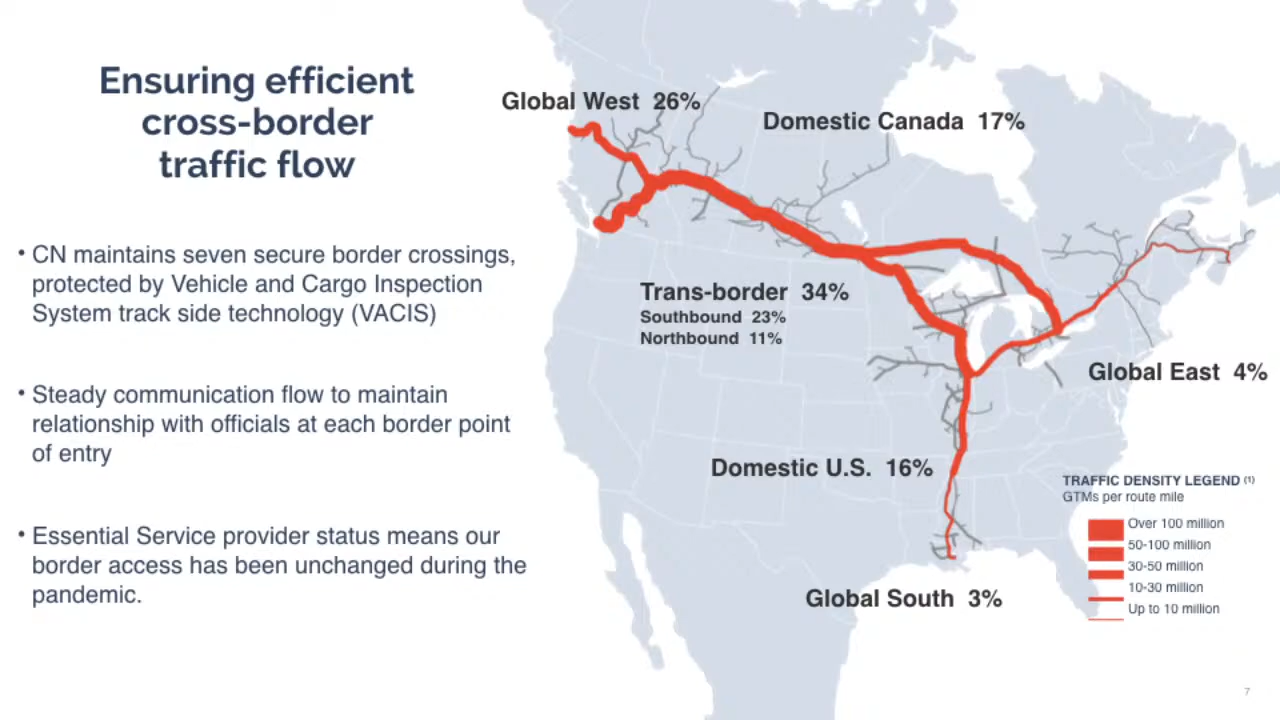 Ensuring efficient
cross-border
traffic flow
• CN maintains seven secure border crossings,
protected by Vehicle and Cargo Inspection
System track side technology (VACIS)
• Steady communication flow to maintain
relationship with officials at each border point
of entry
• Essential Service provider status means our
border access has been unchanged during the
pandemic.
Global West 26%
Domestic Canada 17%
Trans-border 34%
Southbound 23%
Northbound 11%
Global East 4%
Domestic U.S. 16%
Global South 3%
TRAFFIC DENSITY LEGEND (1)
GTMs per route mile
Over 100 million
50-100 million
30-50 million
10-30 million
Up to 10 million
7